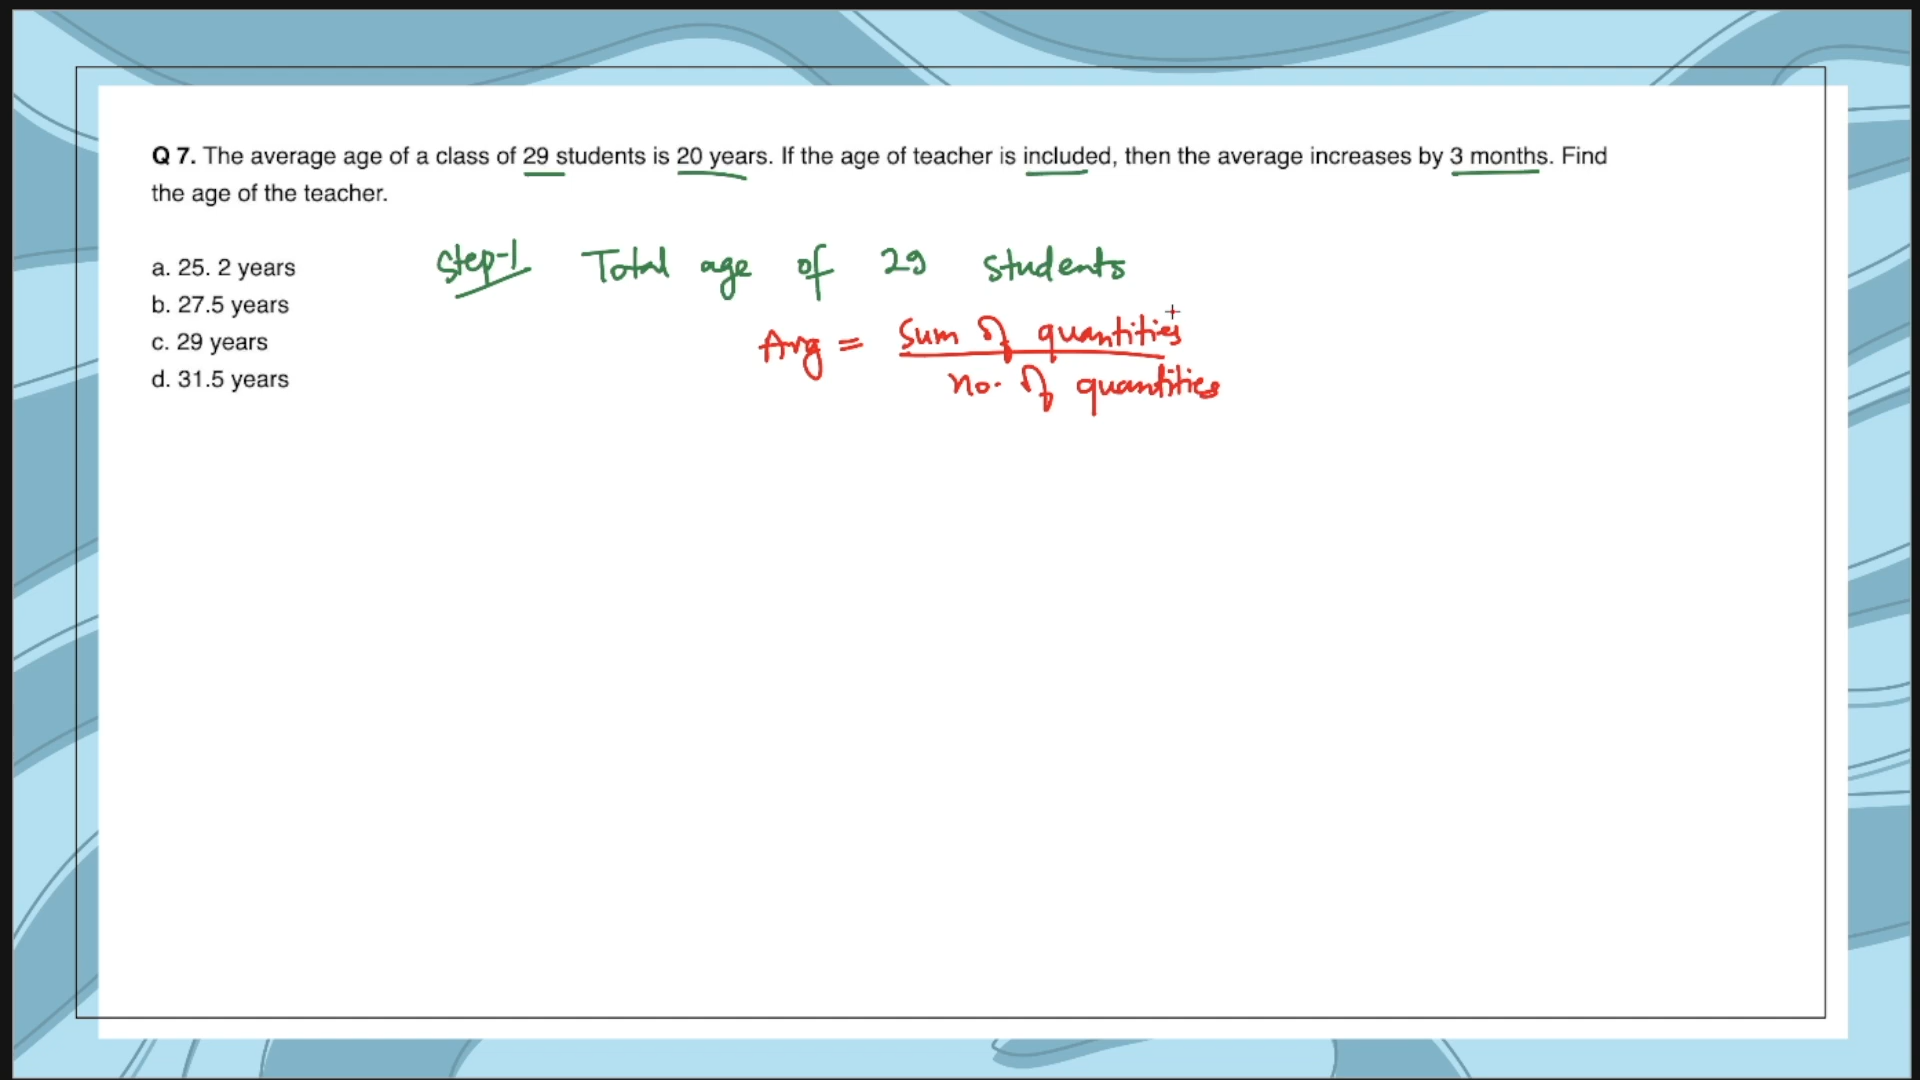 Q 7. The average age of a class of 29 students is 20 years. If the age of teacher is included, then the average increases by 3 months. Find
the age of the teacher.
a. 25. 2 years
b. 27.5 years
c. 29 years
d. 31.5 years
Step-1 Total age of 29 students
Avg = Sum of quantities
no. of quantities